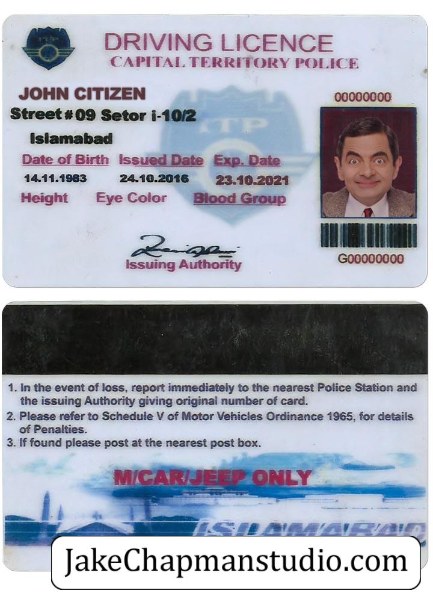 DRIVING LICENCE
CAPITAL TERRITORY POLICE
JOHN CITIZEN
00000000
Street # 09 Setor i-10/2
Islamabad
ITP
Date of Birth Issued Date Exp. Date
14.11.1983 24.10.2016 23.10.2021
Height Eye Color Blood Group
Issuing Authority
G00000000
1. In the event of loss, report immediately to the nearest Police Station and
the issuing Authority giving original number of card.
2. Please refer to Schedule V of Motor Vehicles Ordinance 1965, for details
of Penalties.
3. If found please post at the nearest post box.
M/CAR/JEEP ONLY
ISLAMABAD
JakeChapmanstudio.com